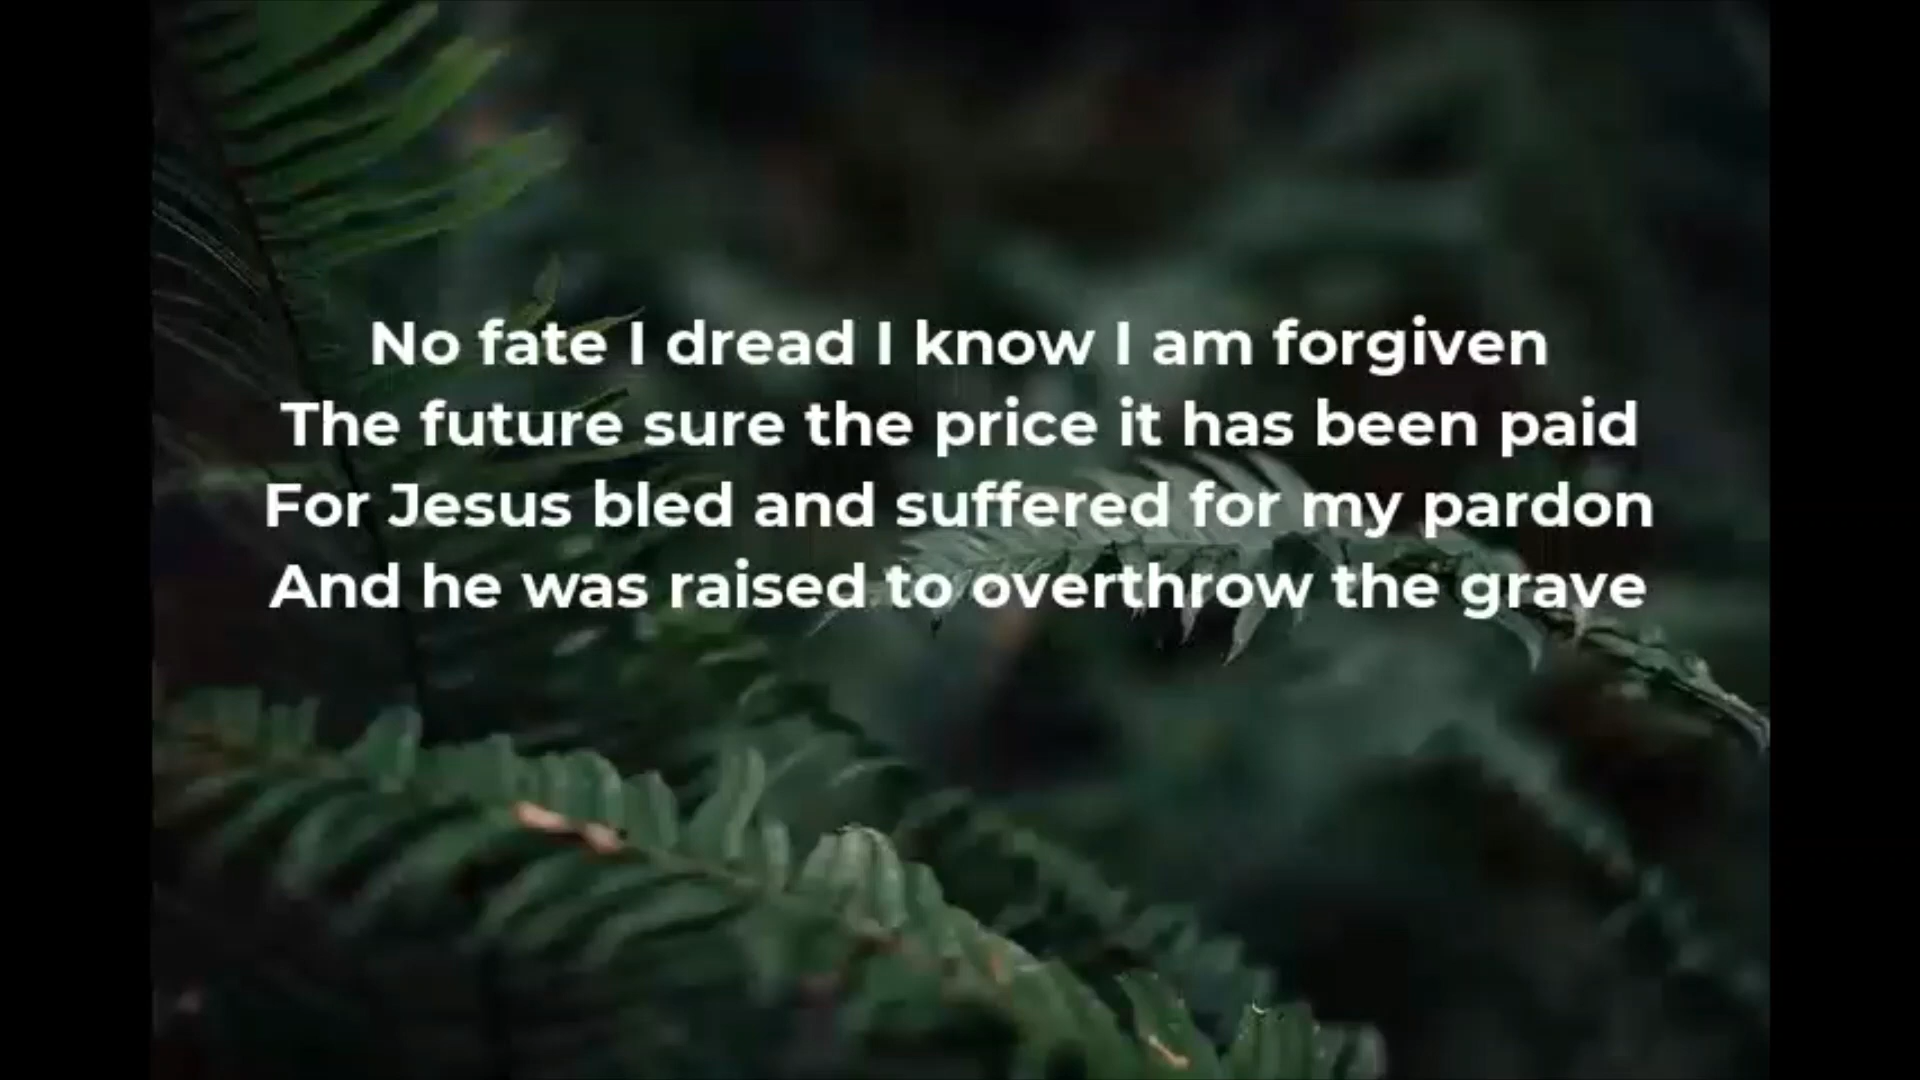 No fate I dread I know I am forgiven
The future sure the price it has been paid
For Jesus bled and suffered for my pardon
And he was raised to overthrow the grave